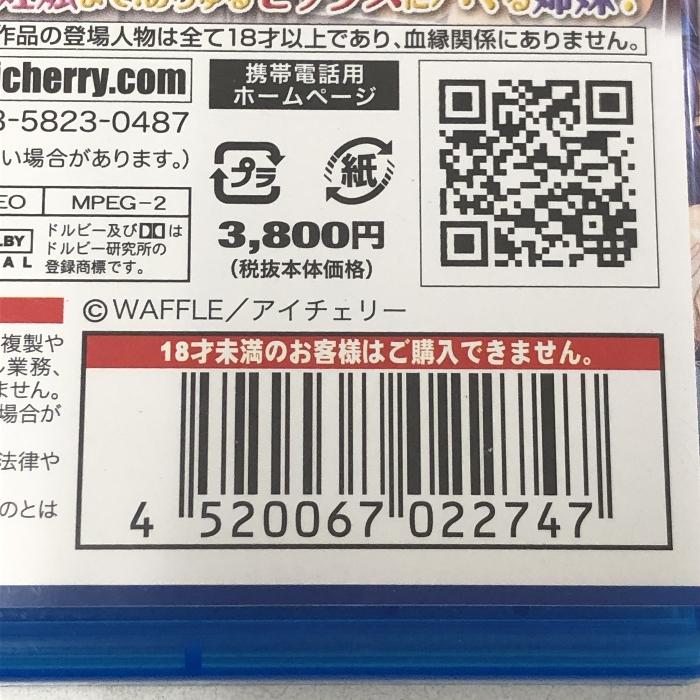 作品の登場人物は全て18才以上であり、血縁関係にありません。
icherry.com
携帯電話用
ホームページ
3-5823-0487
い場合があります。)
プラ
紙
EO
MPEG-2
3,800円
(税抜本体価格)
LBY
AL
ドルビー及びDDは
ドルビー研究所の
登録商標です。
©WAFFLE/アイチェリー
複製や
ル業務、
ません。
場合が
法律や
のとは
18才未満のお客様はご購入できません。
4 520067 022747